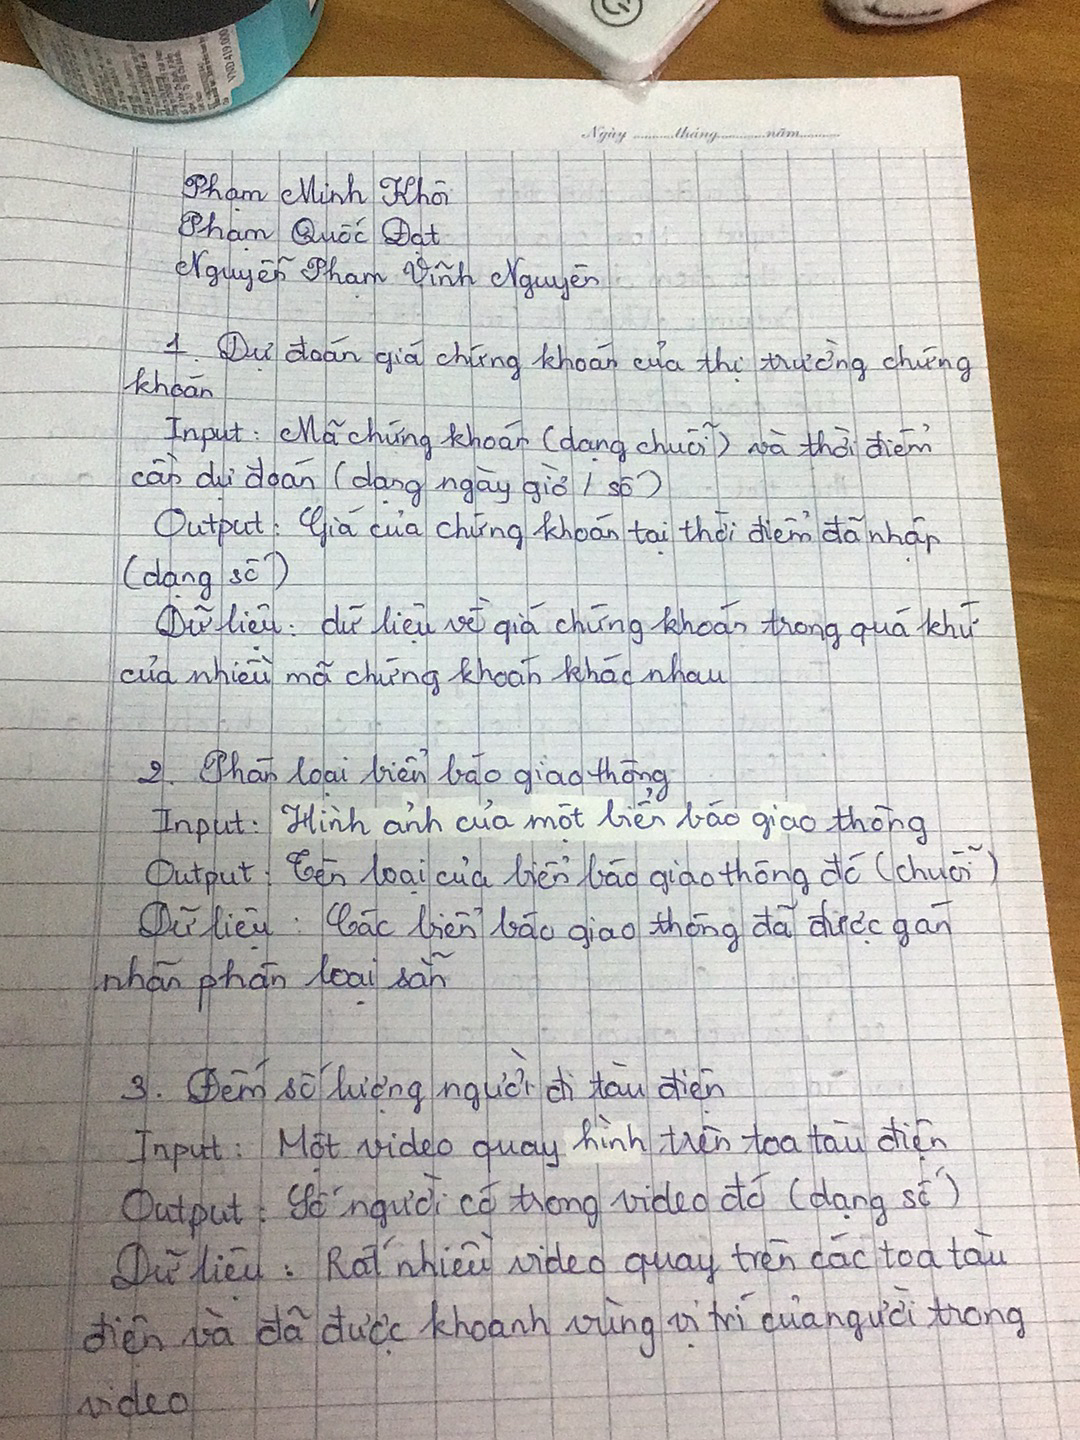 VND 419
Ngày ........tháng..........năm.........
Phạm Minh Khôi
Phạm Quốc Đạt
Nguyễn Phạm Vĩnh Nguyên
1. Dự đoán giá chứng khoán của thị trường chứng
khoán
Input: Mã chứng khoán (dạng chuỗi) và thời điểm
cần dự đoán (dạng ngày giờ / số)
Output: Giá của chứng khoán tại thời điểm đã nhập
(dạng số)
Dữ liệu: dữ liệu về giá chứng khoán trong quá khứ
của nhiều mã chứng khoán khác nhau
2. Phân loại biển báo giao thông
Input: Hình ảnh của một biển báo giao thông
Output: Tên loại của biển báo giao thông đó (chuỗi)
Dữ liệu: Các biển báo giao thông đã được gán
nhãn phân loại sẵn
3. Đếm số lượng người đi tàu điện
Input: Một video quay hình trên toa tàu điện
Output: Số người có trong video đó (dạng số)
Dữ liệu: Rất nhiều video quay trên các toa tàu
điện và đã được khoanh vùng vị trí của người trong
video